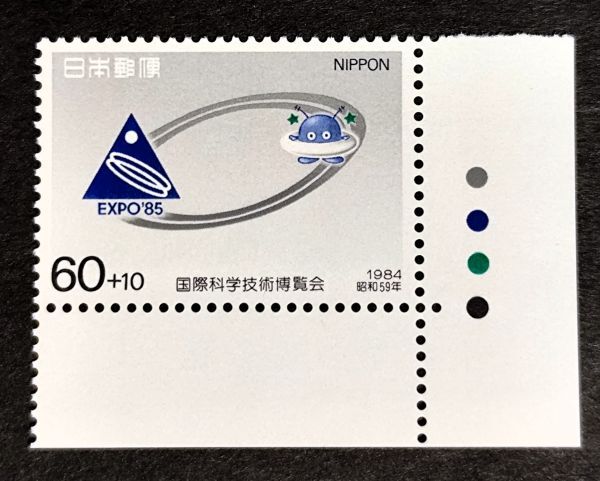 日本郵便
NIPPON
EXPO'85
60+10
国際科学技術博覧会
1984
昭和59年